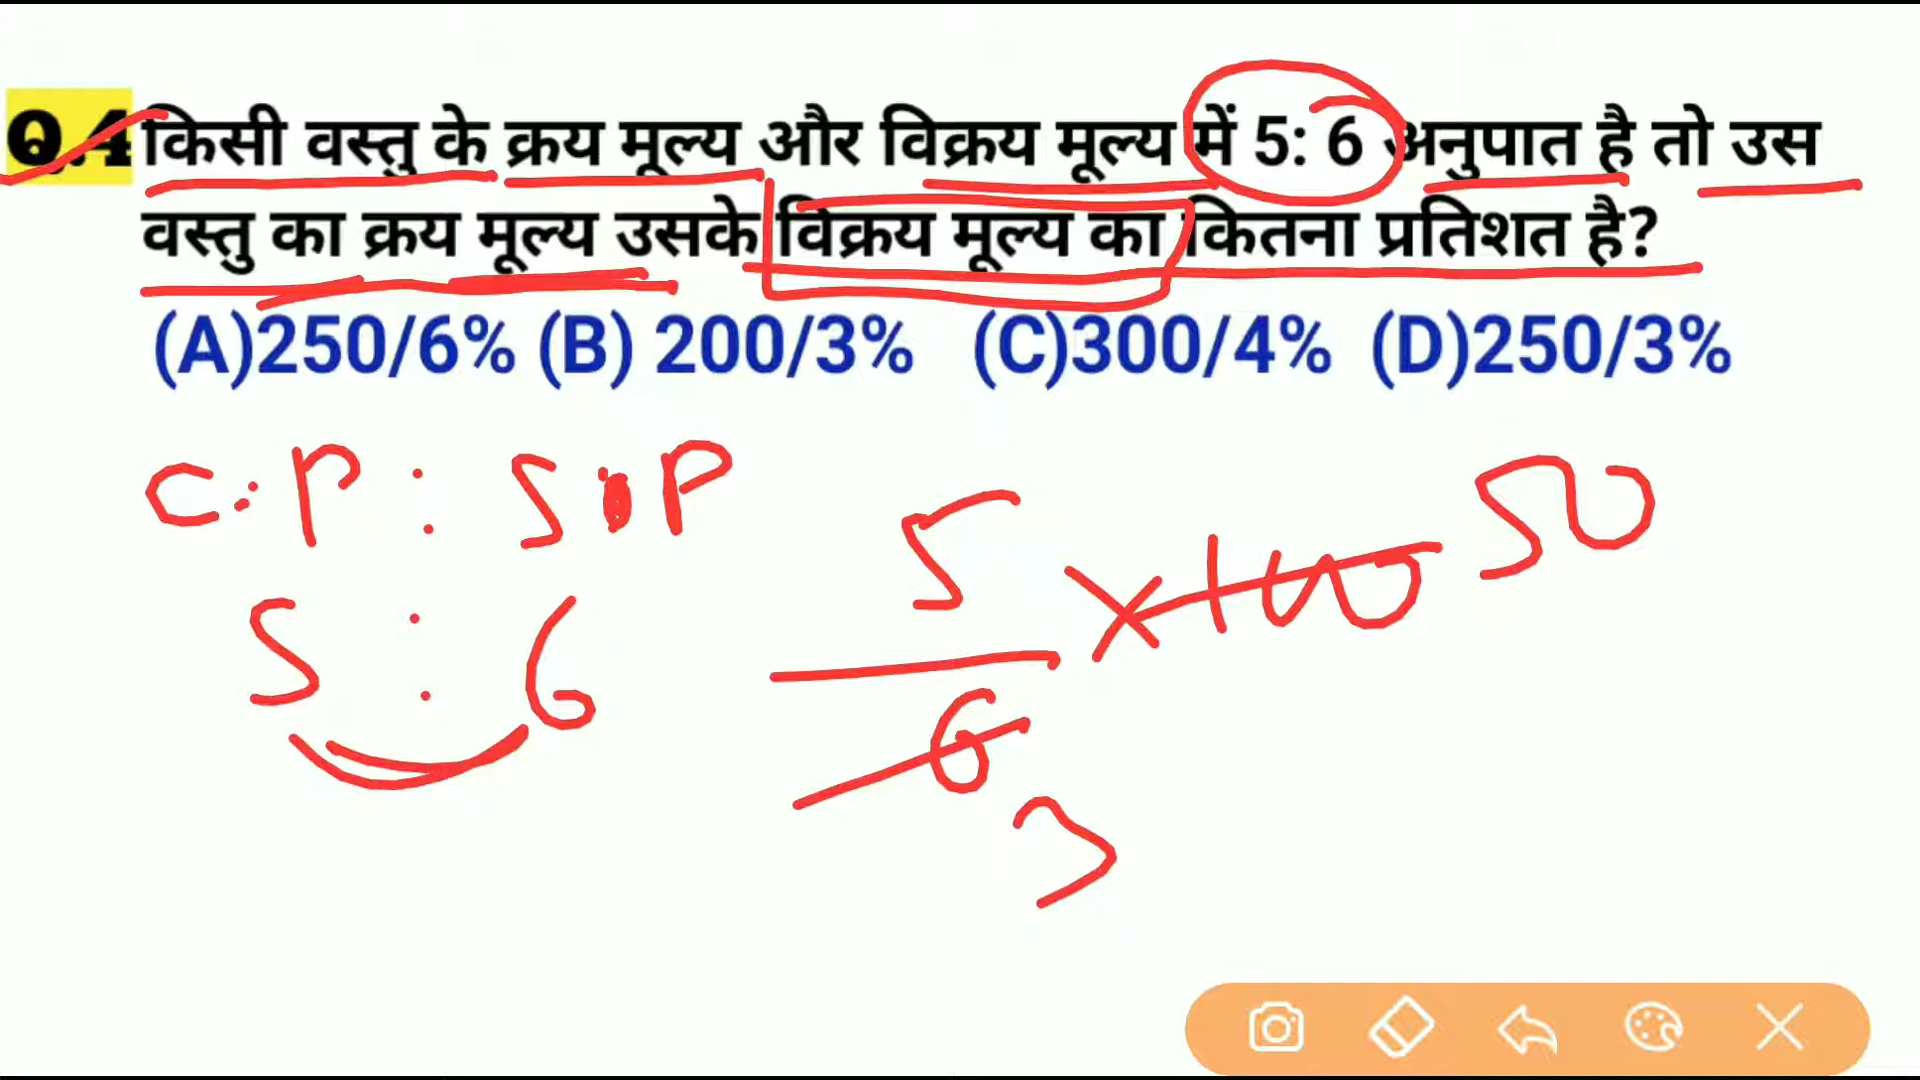 Q.4 किसी वस्तु के क्रय मूल्य और विक्रय मूल्य में 5: 6 अनुपात है तो उस
वस्तु का क्रय मूल्य उसके विक्रय मूल्य का कितना प्रतिशत है?
(A)250/6% (B) 200/3% (C)300/4% (D)250/3%
C.P : S.P
5 : 6
5 ×100 50
6
3